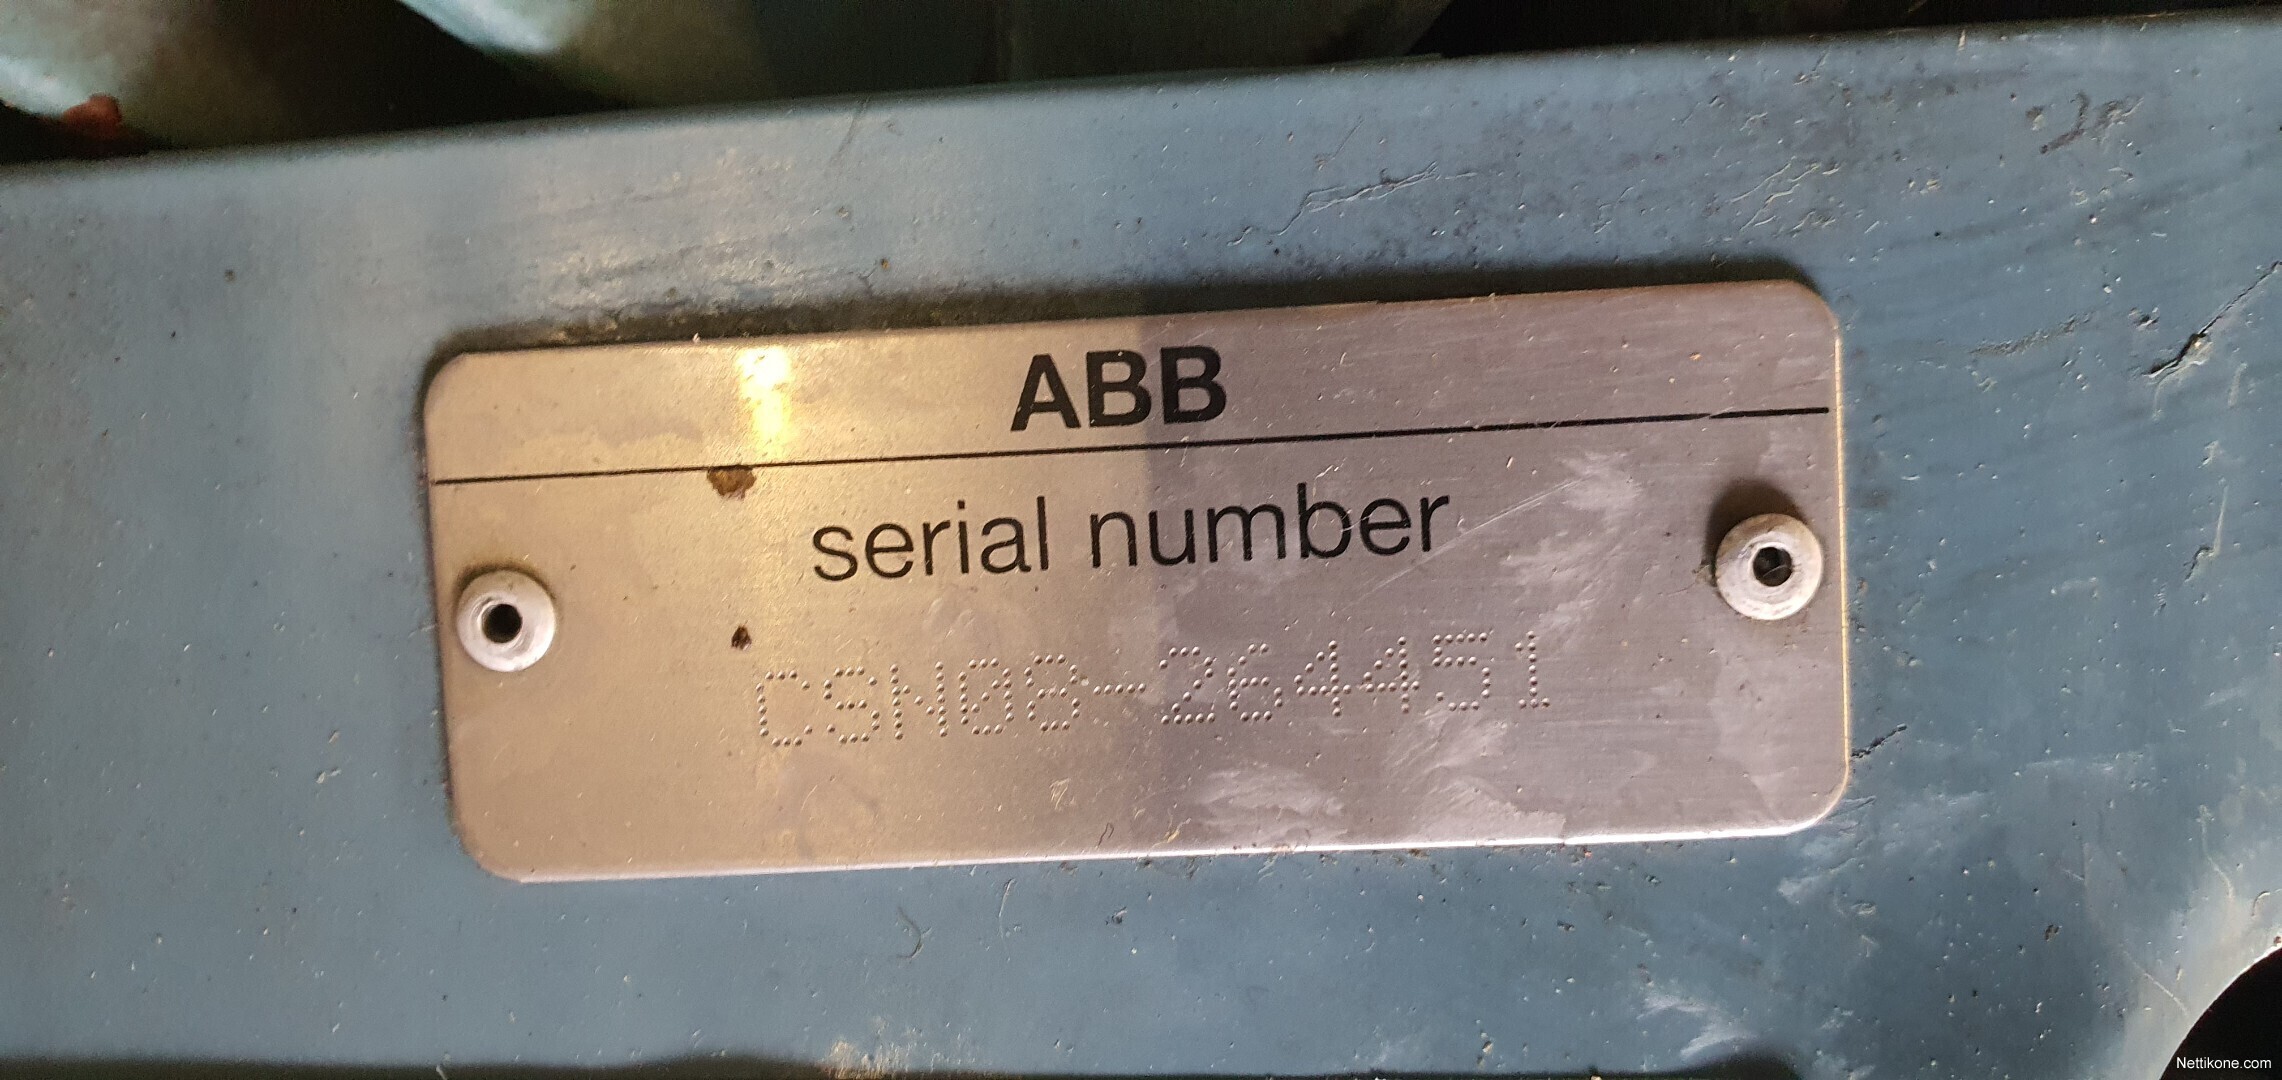 ABB
serial number
CSN08-264451
Nettikone.com